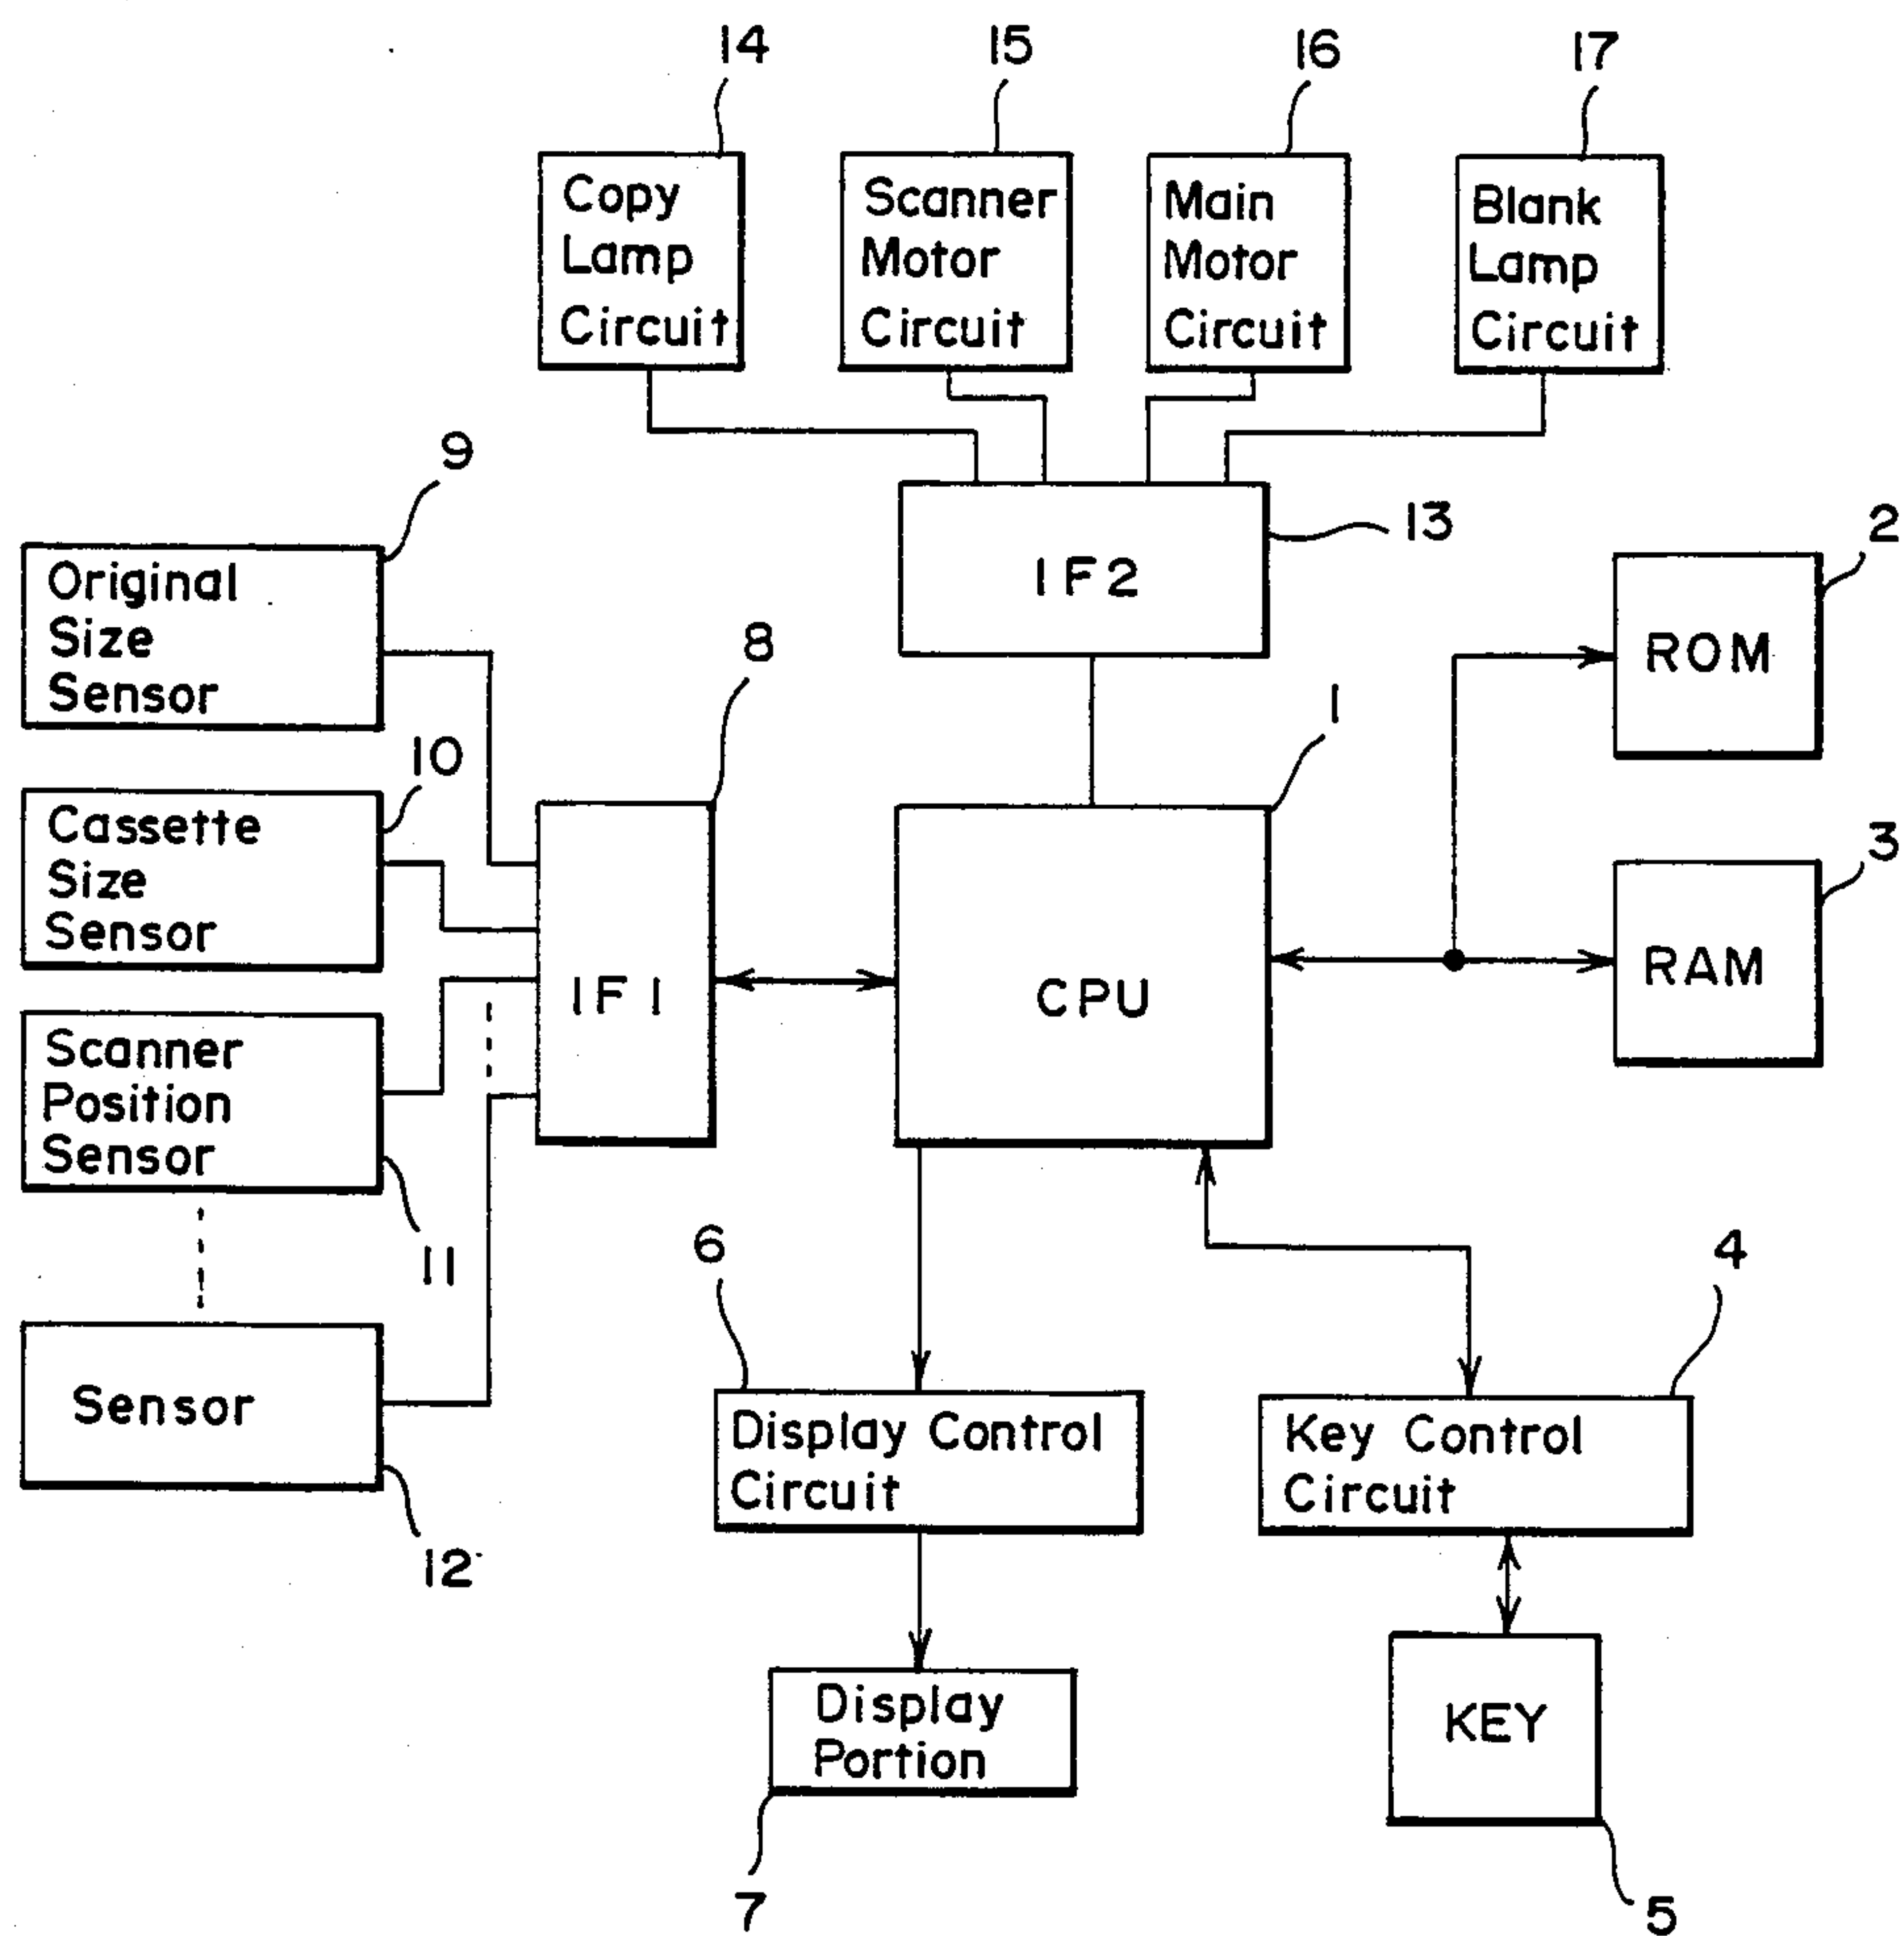 14
15
16
17
Copy
Lamp
Circuit
Scanner
Motor
Circuit
Main
Motor
Circuit
Blank
Lamp
Circuit
9
Original
Size
Sensor
13
IF2
2
ROM
8
1
10
Cassette
Size
Sensor
IF1
CPU
3
RAM
Scanner
Position
Sensor
11
6
4
Sensor
12
Display Control
Circuit
Key Control
Circuit
Display
Portion
7
KEY
5